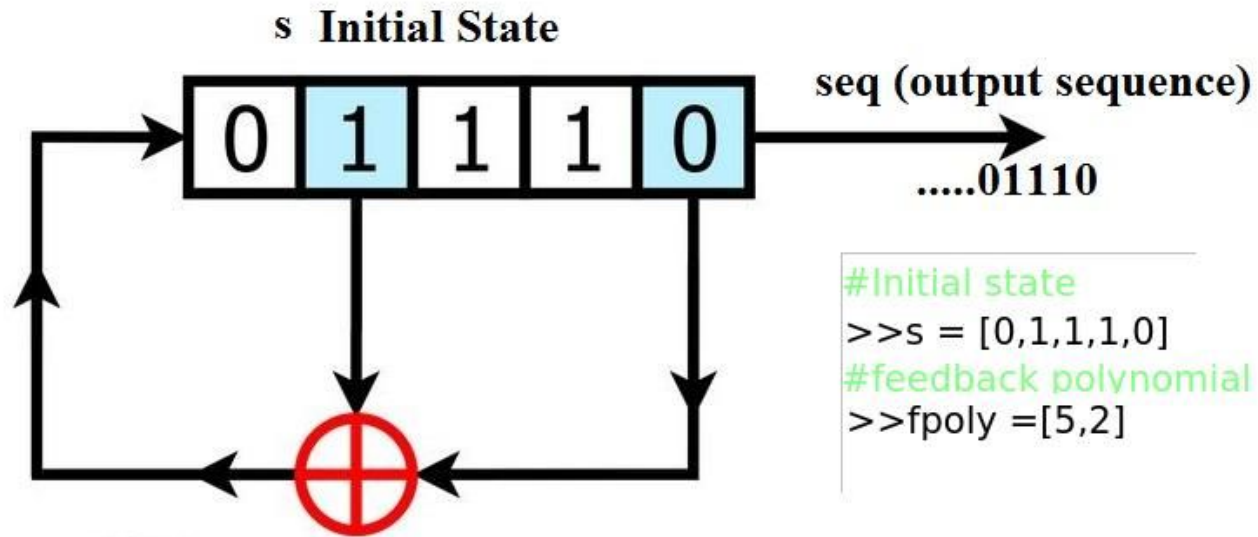 s Initial State
0 1 1 1 0
seq (output sequence)
.....01110
#Initial state
>>s = [0,1,1,1,0]
#feedback polynomial
>>fpoly =[5,2]